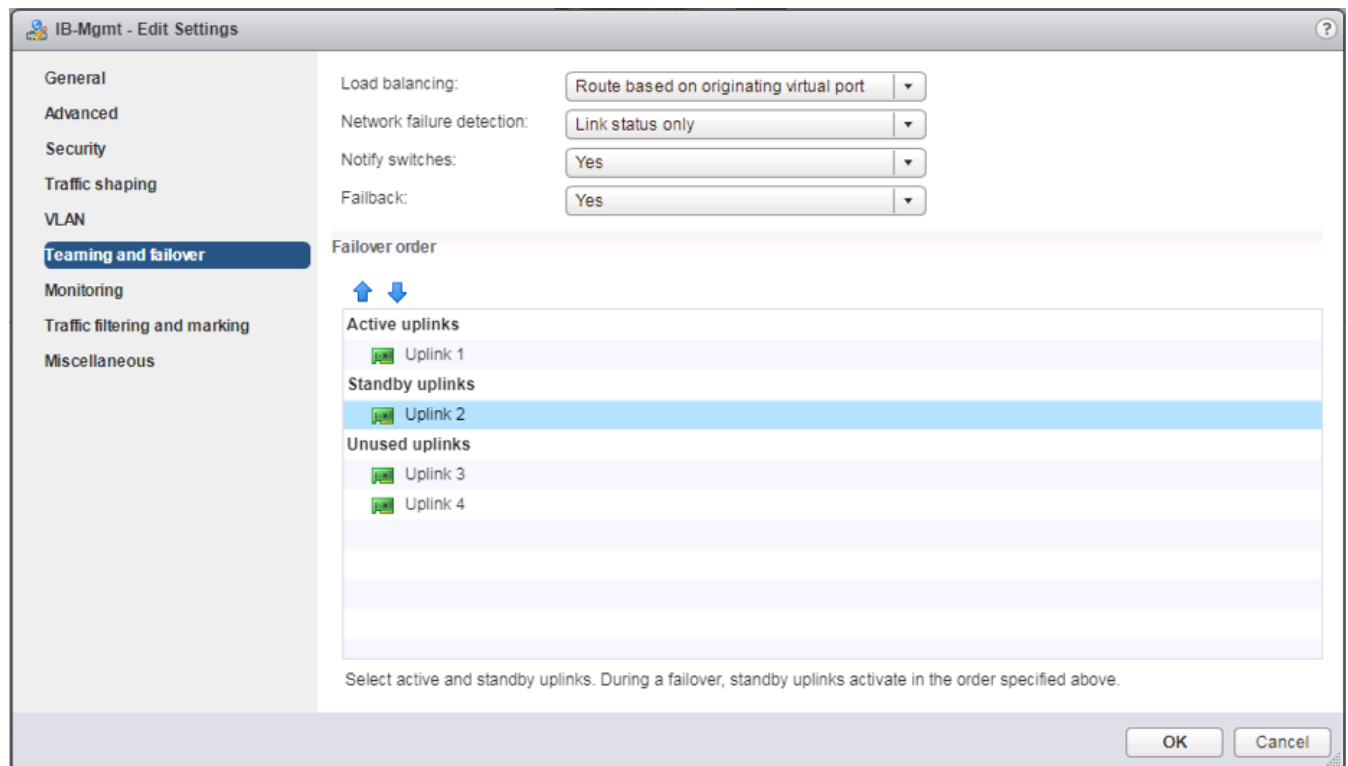 IB-Mgmt - Edit Settings
?
General
Advanced
Security
Traffic shaping
VLAN
Teaming and failover
Monitoring
Traffic filtering and marking
Miscellaneous
Load balancing: Route based on originating virtual port
Network failure detection: Link status only
Notify switches: Yes
Failback: Yes
Failover order
Active uplinks
Uplink 1
Standby uplinks
Uplink 2
Unused uplinks
Uplink 3
Uplink 4
Select active and standby uplinks. During a failover, standby uplinks activate in the order specified above.
OK Cancel